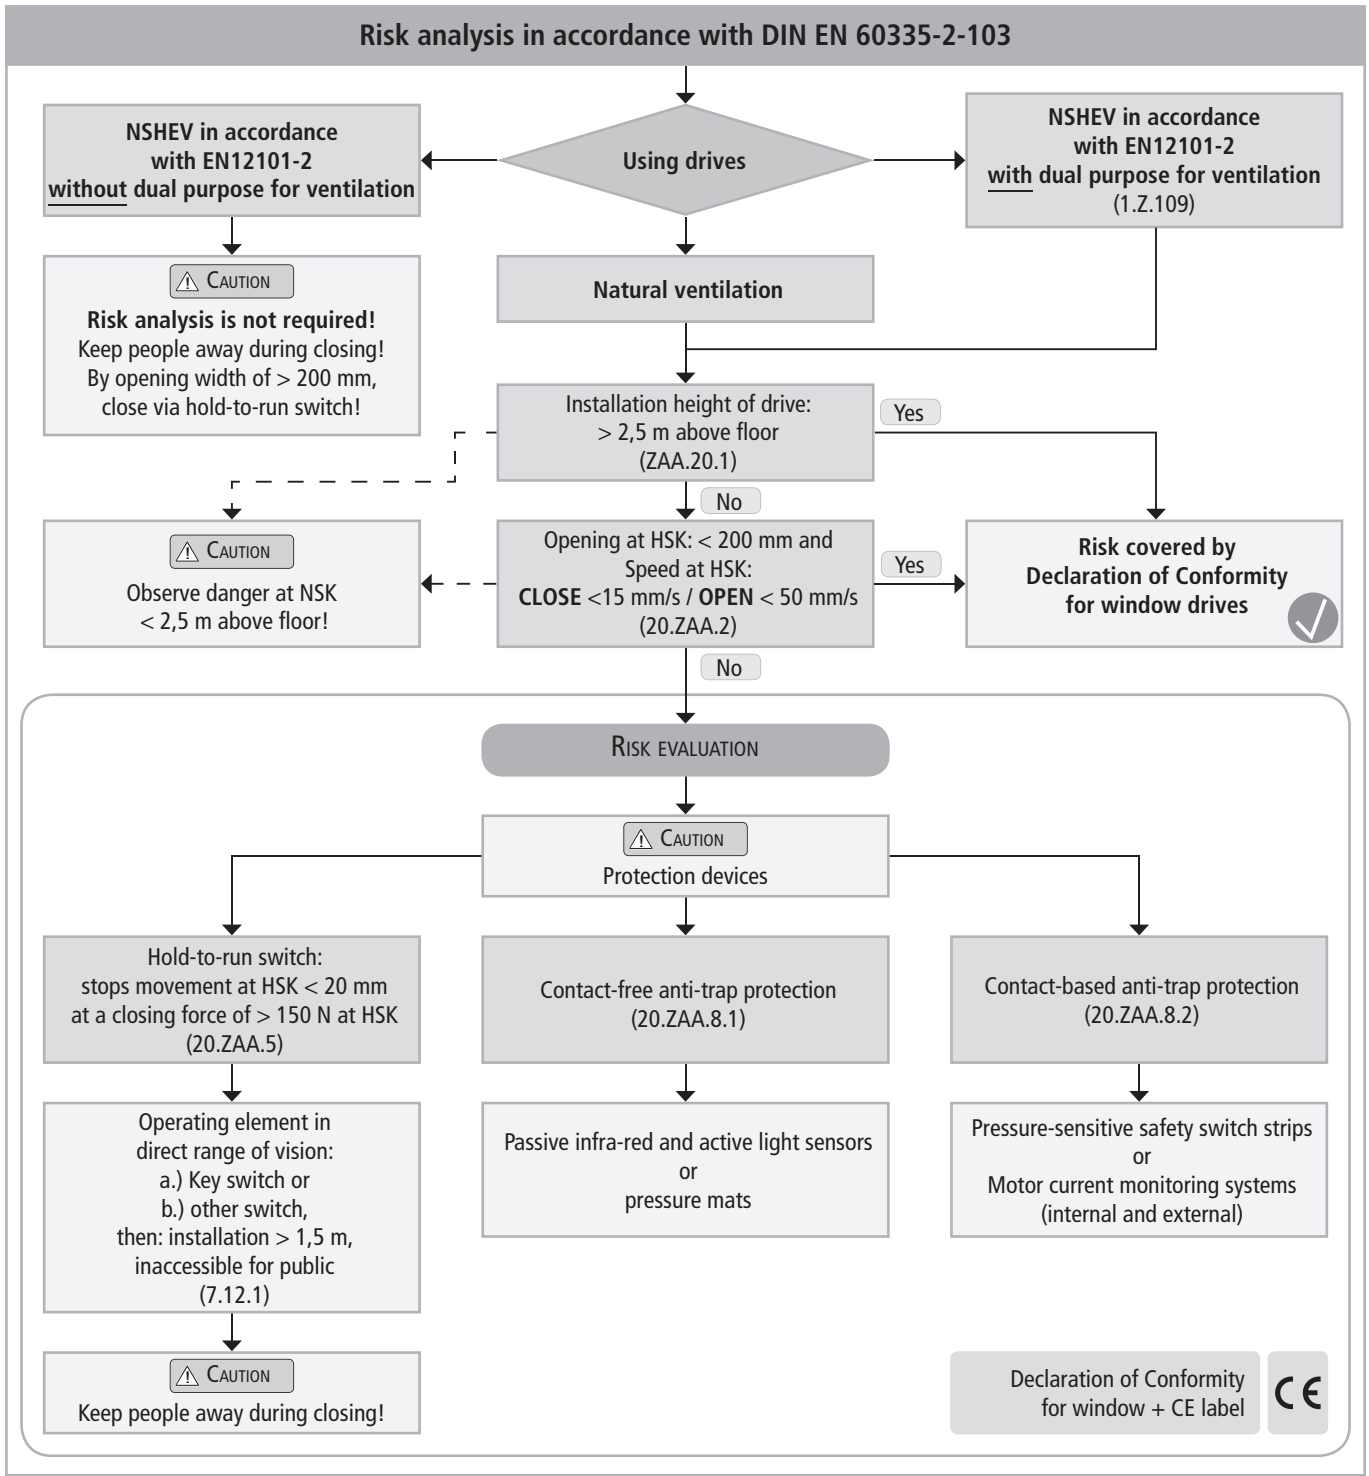 Risk analysis in accordance with DIN EN 60335-2-103
NSHEV in accordance
with EN12101-2
without dual purpose for ventilation
Using drives
NSHEV in accordance
with EN12101-2
with dual purpose for ventilation
(1.Z.109)
CAUTION
Risk analysis is not required!
Keep people away during closing!
By opening width of > 200 mm,
close via hold-to-run switch!
Natural ventilation
Installation height of drive:
> 2,5 m above floor
(ZAA.20.1)
Yes
No
CAUTION
Observe danger at NSK
< 2,5 m above floor!
Opening at HSK: < 200 mm and
Speed at HSK:
CLOSE <15 mm/s / OPEN < 50 mm/s
(20.ZAA.2)
Yes
Risk covered by
Declaration of Conformity
for window drives
No
RISK EVALUATION
CAUTION
Protection devices
Hold-to-run switch:
stops movement at HSK < 20 mm
at a closing force of > 150 N at HSK
(20.ZAA.5)
Contact-free anti-trap protection
(20.ZAA.8.1)
Contact-based anti-trap protection
(20.ZAA.8.2)
Operating element in
direct range of vision:
a.) Key switch or
b.) other switch,
then: installation > 1,5 m,
inaccessible for public
(7.12.1)
Passive infra-red and active light sensors
or
pressure mats
Pressure-sensitive safety switch strips
or
Motor current monitoring systems
(internal and external)
CAUTION
Keep people away during closing!
Declaration of Conformity
for window + CE label
CE